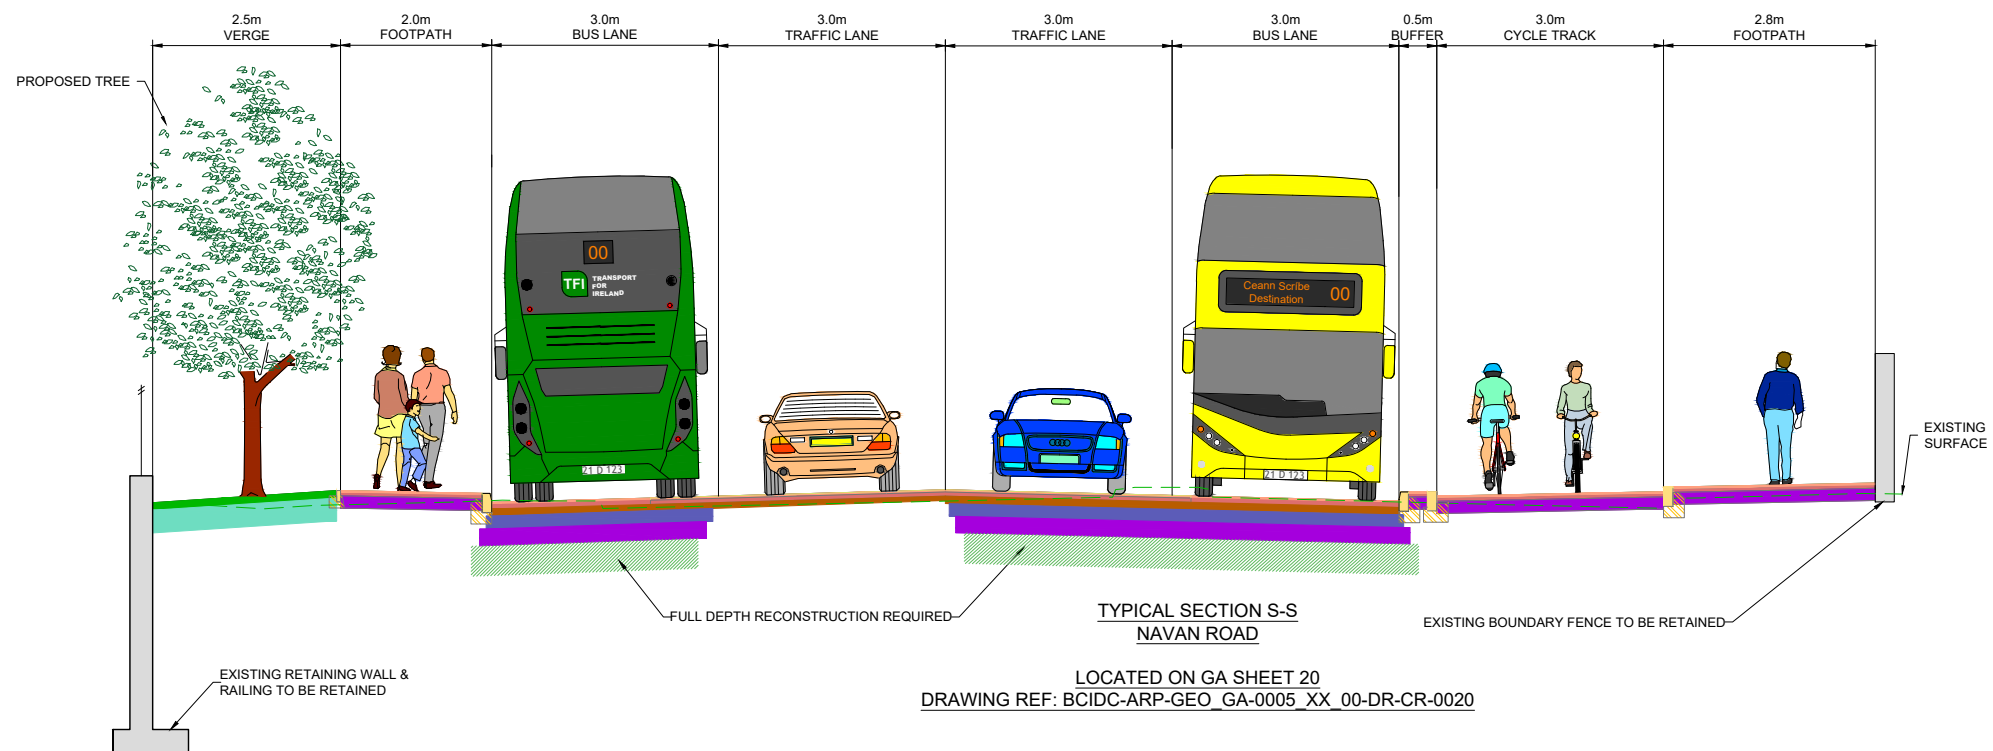 2.5m
VERGE
2.0m
FOOTPATH
3.0m
BUS LANE
3.0m
TRAFFIC LANE
3.0m
TRAFFIC LANE
3.0m
BUS LANE
0.5m
BUFFER
3.0m
CYCLE TRACK
2.8m
FOOTPATH
PROPOSED TREE
00
TFI
TRANSPORT
FOR
IRELAND
21 D 123
Ceann Scribe
Destination
00
21 D 123
EXISTING
SURFACE
FULL DEPTH RECONSTRUCTION REQUIRED
TYPICAL SECTION S-S
NAVAN ROAD
EXISTING BOUNDARY FENCE TO BE RETAINED
EXISTING RETAINING WALL &
RAILING TO BE RETAINED
LOCATED ON GA SHEET 20
DRAWING REF: BCIDC-ARP-GEO_GA-0005_XX_00-DR-CR-0020